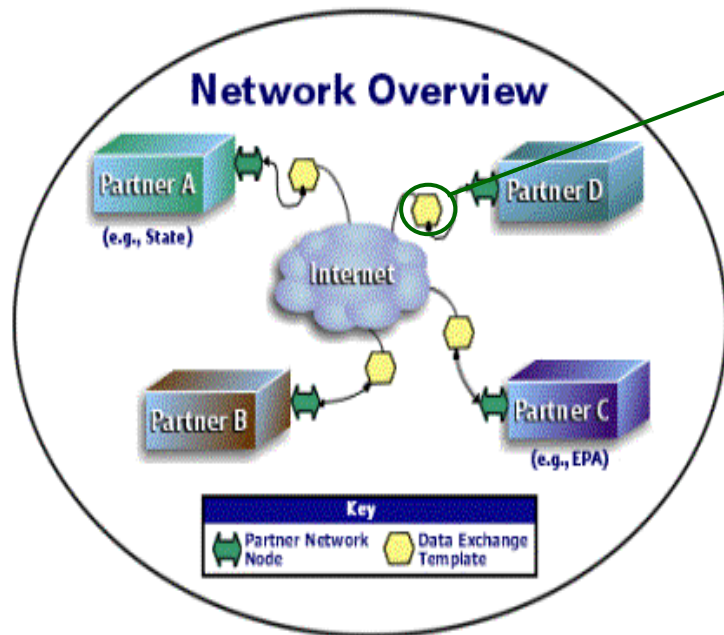 Network Overview
Partner A
(e.g., State)
Partner D
Internet
Partner B
Partner C
(e.g., EPA)
Key
Partner Network
Node
Data Exchange
Template